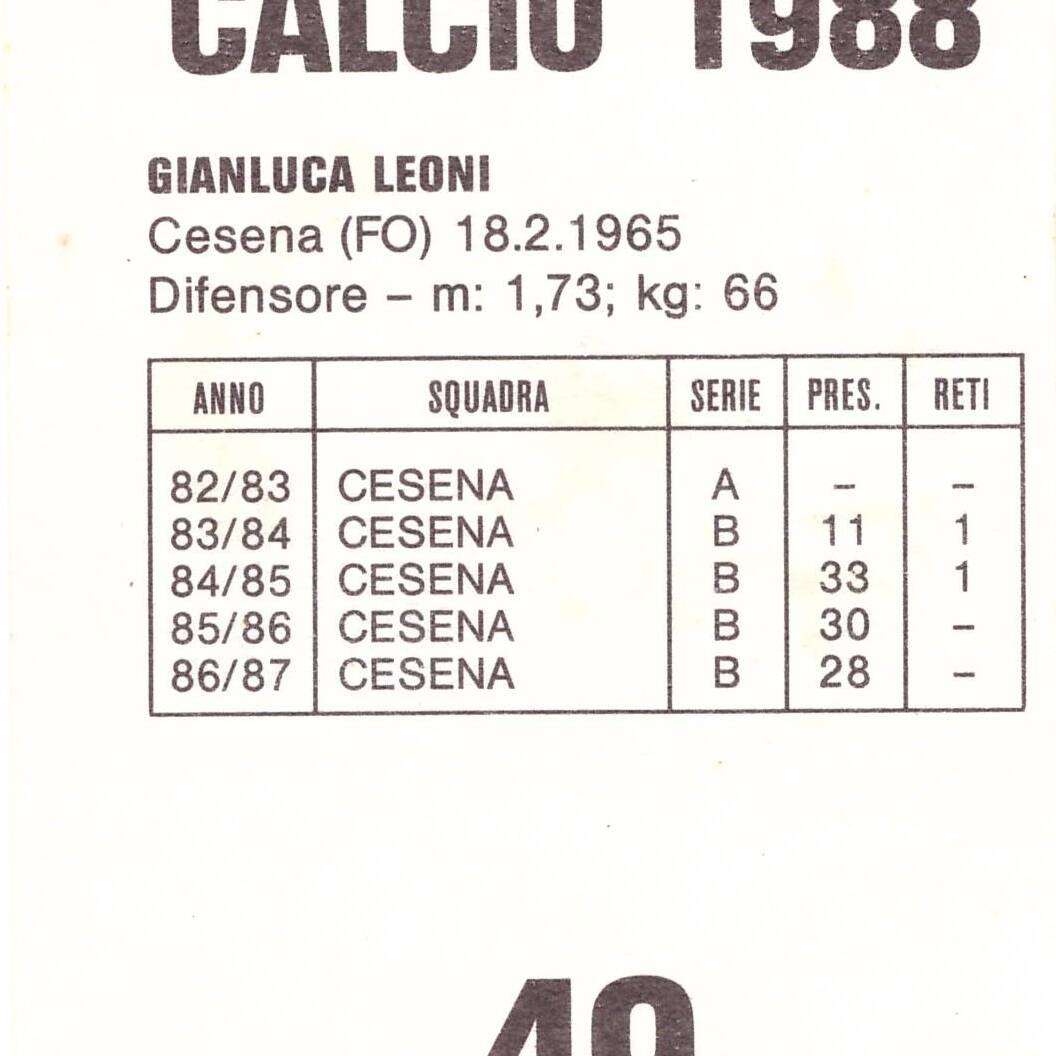 CALCIO 1988
GIANLUCA LEONI
Cesena (FO) 18.2.1965
Difensore – m: 1,73; kg: 66
ANNO SQUADRA SERIE PRES. RETI
82/83 CESENA A – –
83/84 CESENA B 11 1
84/85 CESENA B 33 1
85/86 CESENA B 30 –
86/87 CESENA B 28 –